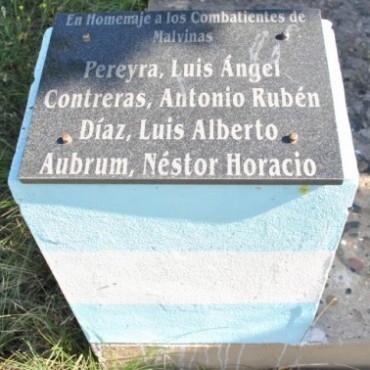 En Homenaje a los Combatientes de
Malvinas
Pereyra, Luis Ángel
Contreras, Antonio Rubén
Díaz, Luis Alberto
Aubrum, Néstor Horacio